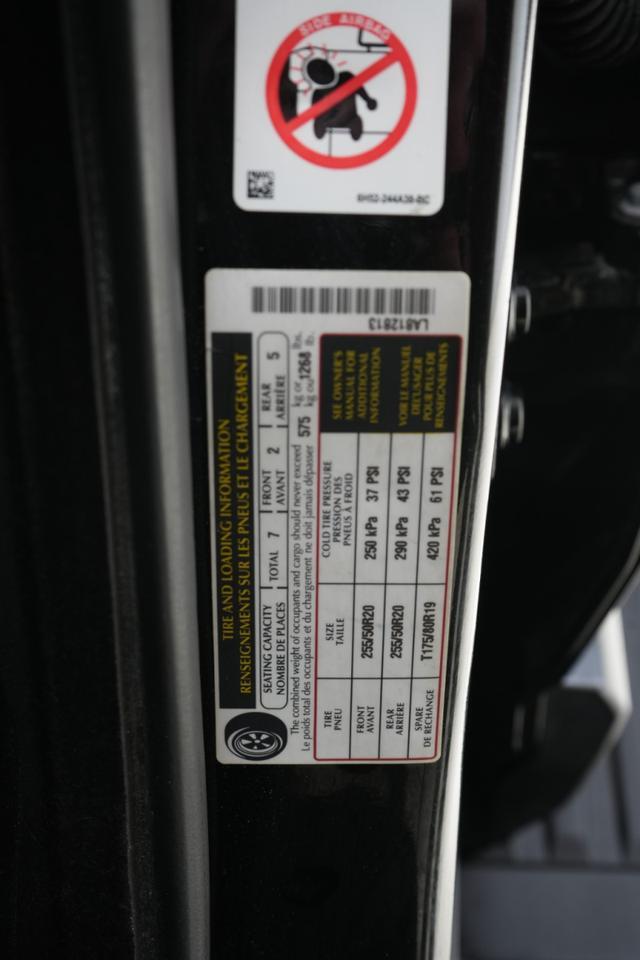 SIDE AIRBAG
LA812813
TIRE AND LOADING INFORMATION
RENSEIGNEMENTS SUR LES PNEUS ET LE CHARGEMENT
SEATING CAPACITY
NOMBRE DE PLACES
TOTAL 7
FRONT
AVANT
2
REAR
ARRIÈRE
5
The combined weight of occupants and cargo should never exceed 575 kg or 1268 lbs.
Le poids total des occupants et du chargement ne doit jamais dépasser 575 kg ou 1268 lb.
TIRE
PNEU
SIZE
TAILLE
COLD TIRE PRESSURE
PRESSION DES
PNEUS À FROID
SEE OWNER'S
MANUAL FOR
ADDITIONAL
INFORMATION
FRONT
AVANT
255/50R20
250 kPa 37 PSI
REAR
ARRIÈRE
255/50R20
290 kPa 43 PSI
VOIR LE MANUEL
DE L'USAGER
POUR PLUS DE
RENSEIGNEMENTS
SPARE
DE RECHANGE
T175/80R19
420 kPa 61 PSI